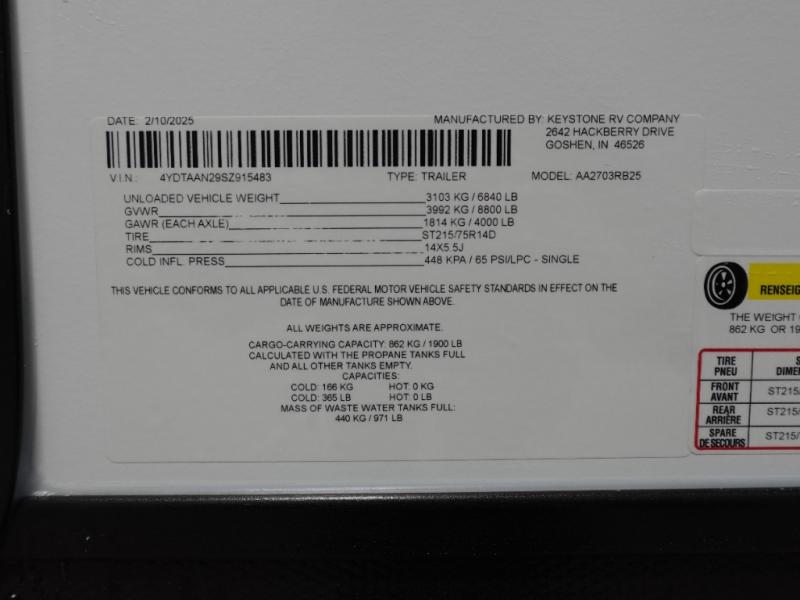 DATE: 2/10/2025
MANUFACTURED BY: KEYSTONE RV COMPANY
2642 HACKBERRY DRIVE
GOSHEN, IN 46526
V.I.N.: 4YDTAAN29SZ915483 TYPE: TRAILER MODEL: AA2703RB25
UNLOADED VEHICLE WEIGHT 3103 KG / 6840 LB
GVWR 3992 KG / 8800 LB
GAWR (EACH AXLE) 1814 KG / 4000 LB
TIRE ST215/75R14D
RIMS 14X5.5J
COLD INFL. PRESS 448 KPA / 65 PSI/LPC - SINGLE
THIS VEHICLE CONFORMS TO ALL APPLICABLE U.S. FEDERAL MOTOR VEHICLE SAFETY STANDARDS IN EFFECT ON THE
DATE OF MANUFACTURE SHOWN ABOVE.
ALL WEIGHTS ARE APPROXIMATE.
CARGO-CARRYING CAPACITY: 862 KG / 1900 LB
CALCULATED WITH THE PROPANE TANKS FULL
AND ALL OTHER TANKS EMPTY.
CAPACITIES:
COLD: 166 KG HOT: 0 KG
COLD: 365 LB HOT: 0 LB
MASS OF WASTE WATER TANKS FULL:
440 KG / 971 LB
RENSEIG
THE WEIGHT
862 KG OR 19
TIRE
PNEU
DIME
FRONT
AVANT
ST215/
REAR
ARRIÈRE
ST215/
SPARE
DE SECOURS
ST215/